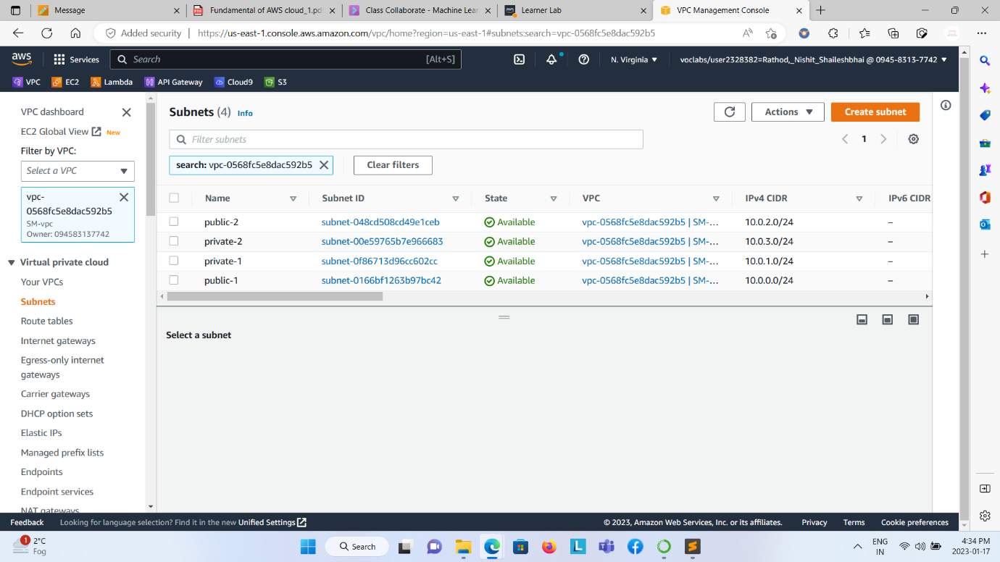 Message
Fundamental of AWS cloud_1.pd
Class Collaborate - Machine Lear
Learner Lab
VPC Management Console
Added security
https://us-east-1.console.aws.amazon.com/vpc/home?region=us-east-1#subnets:search=vpc-0568fc5e8dac592b5
aws
Services
Search
[Alt+S]
N. Virginia
voclabs/user2328382=Rathod,_Nishit_Shaileshbhai @ 0945-8313-7742
VPC
EC2
Lambda
API Gateway
Cloud9
S3
VPC dashboard
EC2 Global View
New
Filter by VPC:
Select a VPC
vpc-
0568fc5e8dac592b5
SM-vpc
Owner: 094583137742
Virtual private cloud
Your VPCs
Subnets
Route tables
Internet gateways
Egress-only internet
gateways
Carrier gateways
DHCP option sets
Elastic IPs
Managed prefix lists
Endpoints
Endpoint services
NAT gateways
Subnets (4) Info
Actions
Create subnet
Filter subnets
1
search: vpc-0568fc5e8dac592b5
Clear filters
Name Subnet ID State VPC IPv4 CIDR IPv6 CIDR
public-2 subnet-048cd508cd49e1ceb Available vpc-0568fc5e8dac592b5 | SM-... 10.0.2.0/24 –
private-2 subnet-00e59765b7e966683 Available vpc-0568fc5e8dac592b5 | SM-... 10.0.3.0/24 –
private-1 subnet-0f86713d96cc602cc Available vpc-0568fc5e8dac592b5 | SM-... 10.0.1.0/24 –
public-1 subnet-0166bf1263b97bc42 Available vpc-0568fc5e8dac592b5 | SM-... 10.0.0.0/24 –
Select a subnet
Feedback
Looking for language selection? Find it in the new Unified Settings
© 2023, Amazon Web Services, Inc. or its affiliates.
Privacy
Terms
Cookie preferences
1
2°C
Fog
Search
ENG
IN
4:34 PM
2023-01-17